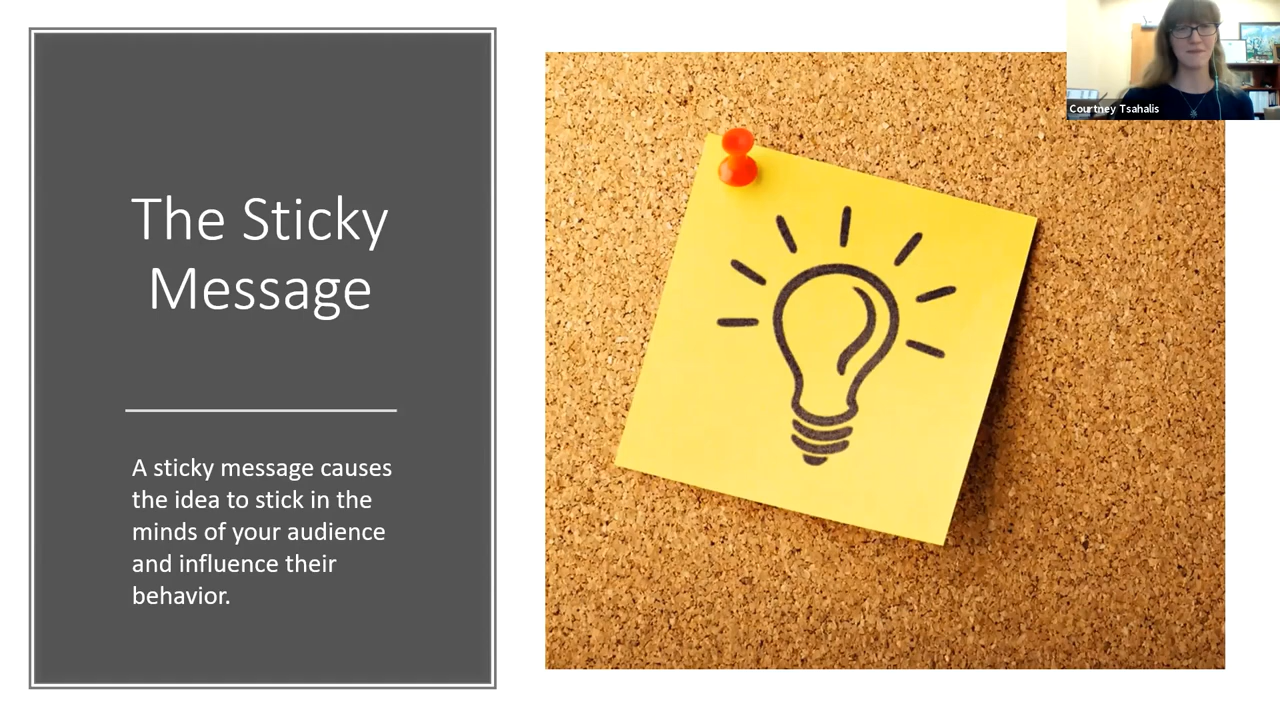 The Sticky
Message
A sticky message causes
the idea to stick in the
minds of your audience
and influence their
behavior.
Courtney Tsahalis